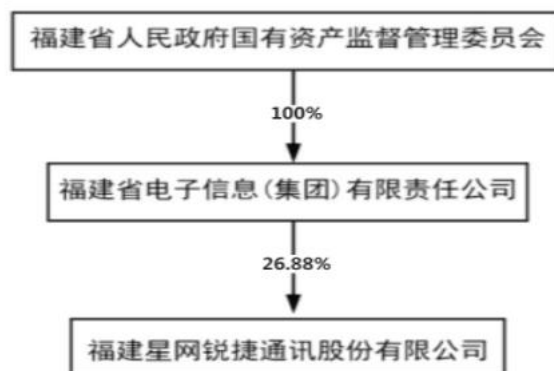 福建省人民政府国有资产监督管理委员会
100%
福建省电子信息(集团)有限责任公司
26.88%
福建星网锐捷通讯股份有限公司